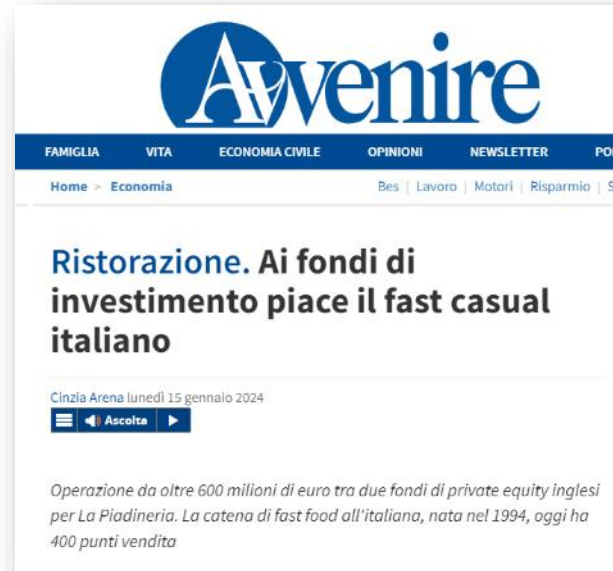 Avvenire
FAMIGLIA VITA ECONOMIA CIVILE OPINIONI NEWSLETTER
Home > Economia Bes | Lavoro | Motori | Risparmio |
Ristorazione. Ai fondi di
investimento piace il fast casual
italiano
Cinzia Arena lunedì 15 gennaio 2024
Ascolta
Operazione da oltre 600 milioni di euro tra due fondi di private equity inglesi
per La Piadineria. La catena di fast food all'italiana, nata nel 1994, oggi ha
400 punti vendita